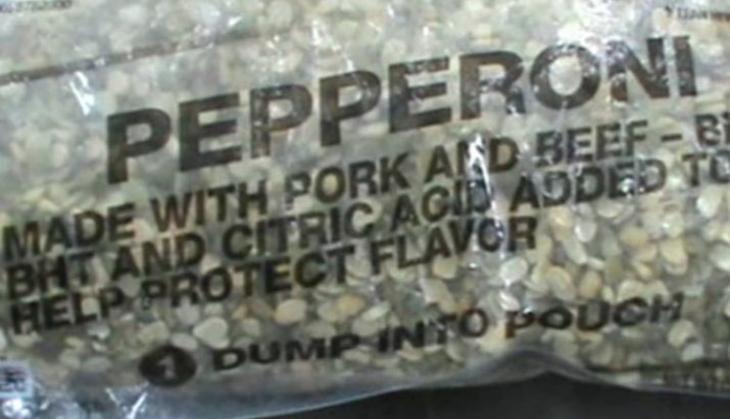 PEPPERONI
MADE WITH PORK AND BEEF -
BHT AND CITRIC ACID ADDED TO
HELP PROTECT FLAVOR
1 DUMP INTO POUCH